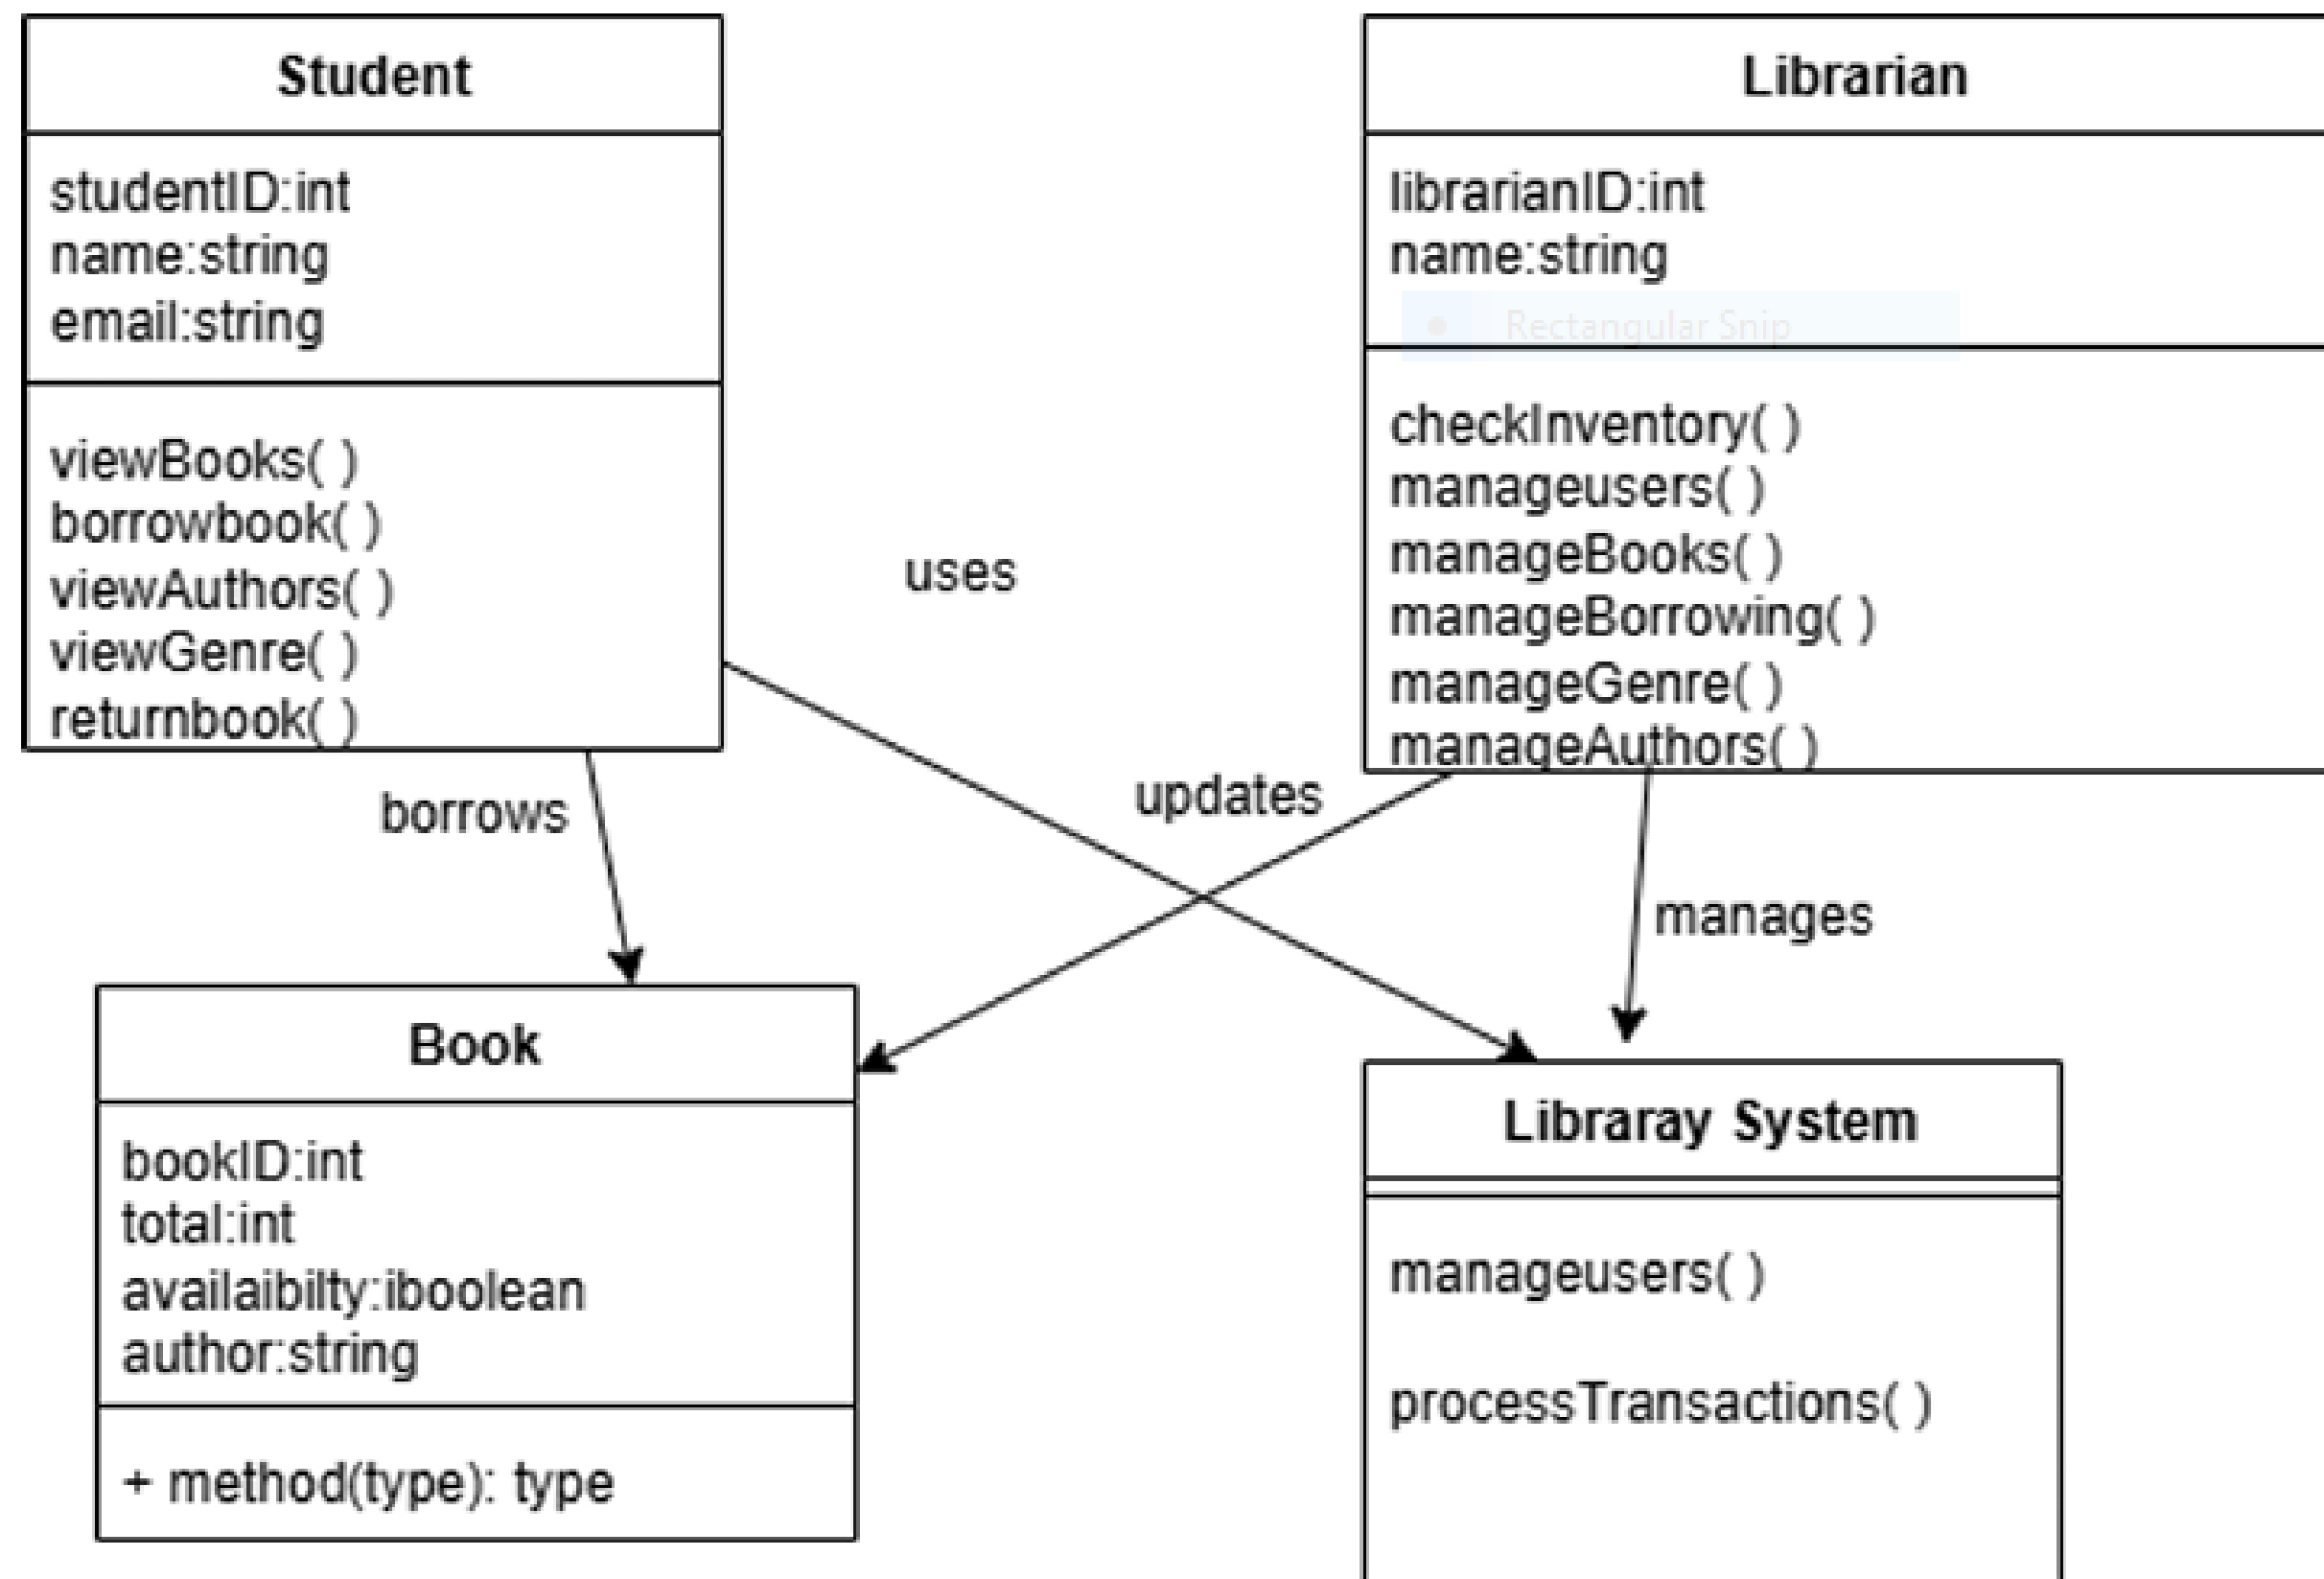 Student
studentID:int
name:string
email:string
viewBooks( )
borrowbook( )
viewAuthors( )
viewGenre( )
returnbook( )
Librarian
librarianID:int
name:string
Rectangular Snip
checkInventory( )
manageusers( )
manageBooks( )
manageBorrowing( )
manageGenre( )
manageAuthors( )
uses
borrows
updates
manages
Book
bookID:int
total:int
availaibilty:iboolean
author:string
+ method(type): type
Libraray System
manageusers( )
processTransactions( )